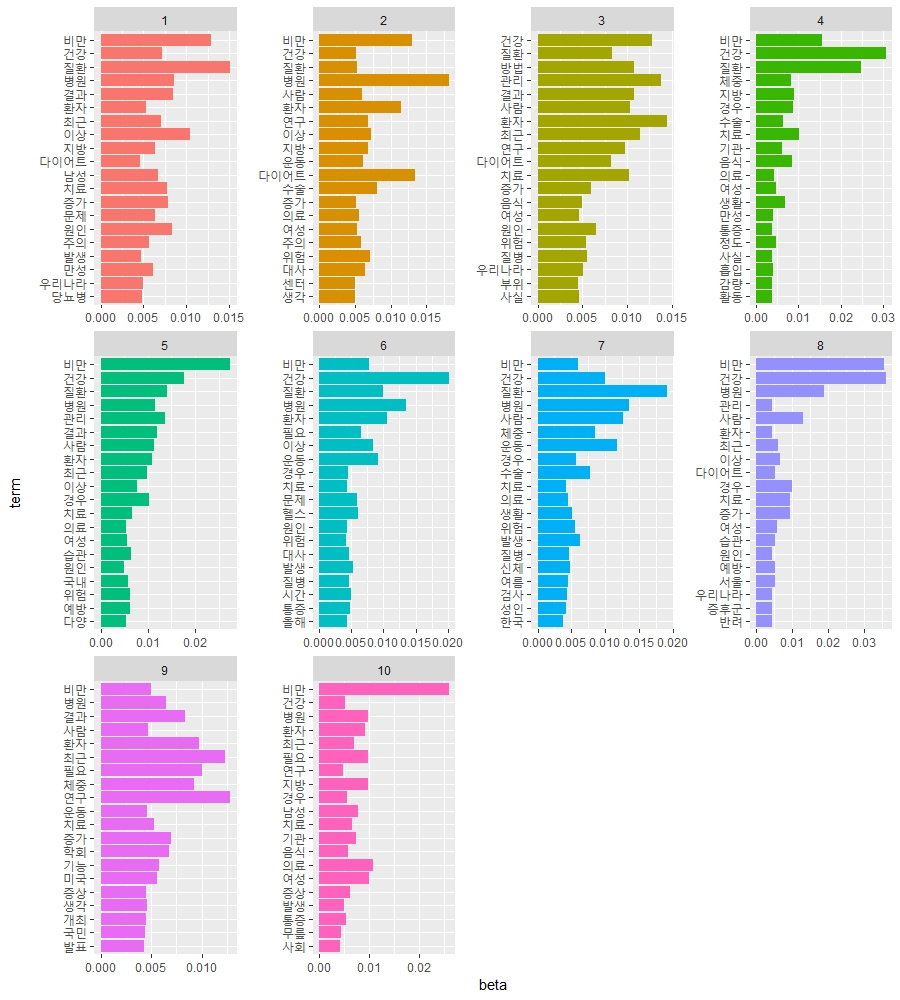 1
비만
건강
질환
병원
결과
환자
최근
이상
지방
다이어트
남성
치료
증가
문제
원인
주의
발생
만성
우리나라
당뇨병
0.000 0.005 0.010 0.015
2
비만
건강
질환
병원
사람
환자
연구
이상
지방
운동
다이어트
수술
증가
의료
여성
주의
위험
대사
센터
생각
0.000 0.005 0.010 0.015
3
건강
질환
방법
관리
결과
사람
환자
최근
연구
다이어트
치료
증가
음식
여성
원인
위험
질병
우리나라
부위
사실
0.000 0.005 0.010 0.015
4
비만
건강
질환
체중
지방
경우
수술
치료
기관
음식
의료
여성
생활
만성
통증
정도
사실
흡입
감량
활동
0.00 0.01 0.02 0.03
5
비만
건강
질환
병원
관리
결과
사람
환자
최근
이상
경우
치료
의료
여성
습관
원인
국내
위험
예방
다양
0.00 0.01 0.02
6
비만
건강
질환
병원
환자
필요
이상
운동
경우
치료
문제
헬스
원인
위험
대사
발생
질병
시간
통증
올해
0.000 0.005 0.010 0.015 0.020
7
비만
건강
질환
병원
사람
체중
운동
경우
수술
치료
의료
생활
위험
발생
질병
신체
여름
검사
성인
한국
0.000 0.005 0.010 0.015 0.020
8
비만
건강
병원
관리
사람
환자
최근
이상
다이어트
경우
치료
증가
여성
습관
원인
예방
서울
우리나라
증후군
반려
0.00 0.01 0.02 0.03
9
비만
병원
결과
사람
환자
최근
필요
체중
연구
운동
치료
증가
학회
기능
미국
증상
생각
개최
국민
발표
0.000 0.005 0.010
10
비만
건강
병원
환자
최근
필요
연구
지방
경우
남성
치료
기관
음식
의료
여성
증상
발생
통증
무릎
사회
0.00 0.01 0.02
term
beta